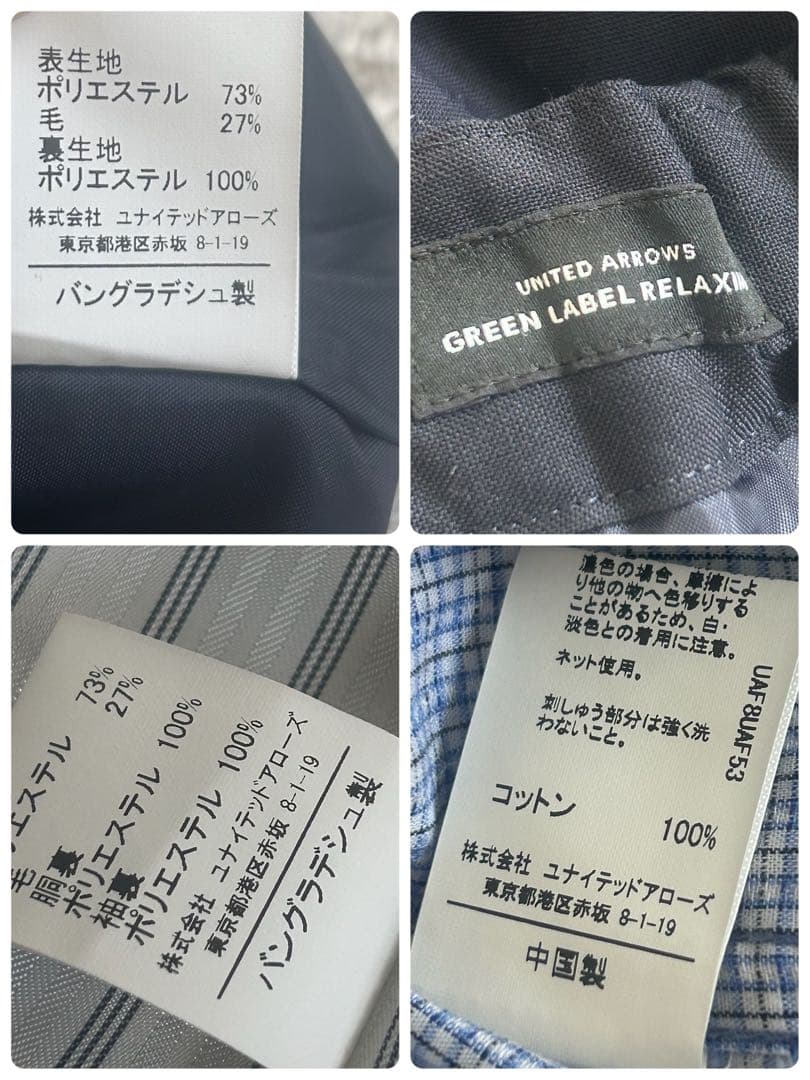 表生地
ポリエステル 73%
毛 27%
裏生地
ポリエステル 100%
株式会社 ユナイテッドアローズ
東京都港区赤坂 8-1-19
バングラデシュ製
UNITED ARROWS
GREEN LABEL RELAXIN
エステル 73%
毛 27%
胴裏
ポリエステル 100%
袖裏
ポリエステル 100%
株式会社 ユナイテッドアローズ
東京都港区赤坂 8-1-19
バングラデシュ製
濃色の場合、摩擦によ
り他の物へ色移りする
ことがあるため、白・
淡色との着用に注意。
ネット使用。
刺しゅう部分は強く洗
わないこと。
UAF8UAF53
コットン 100%
株式会社 ユナイテッドアローズ
東京都港区赤坂 8-1-19
中国製